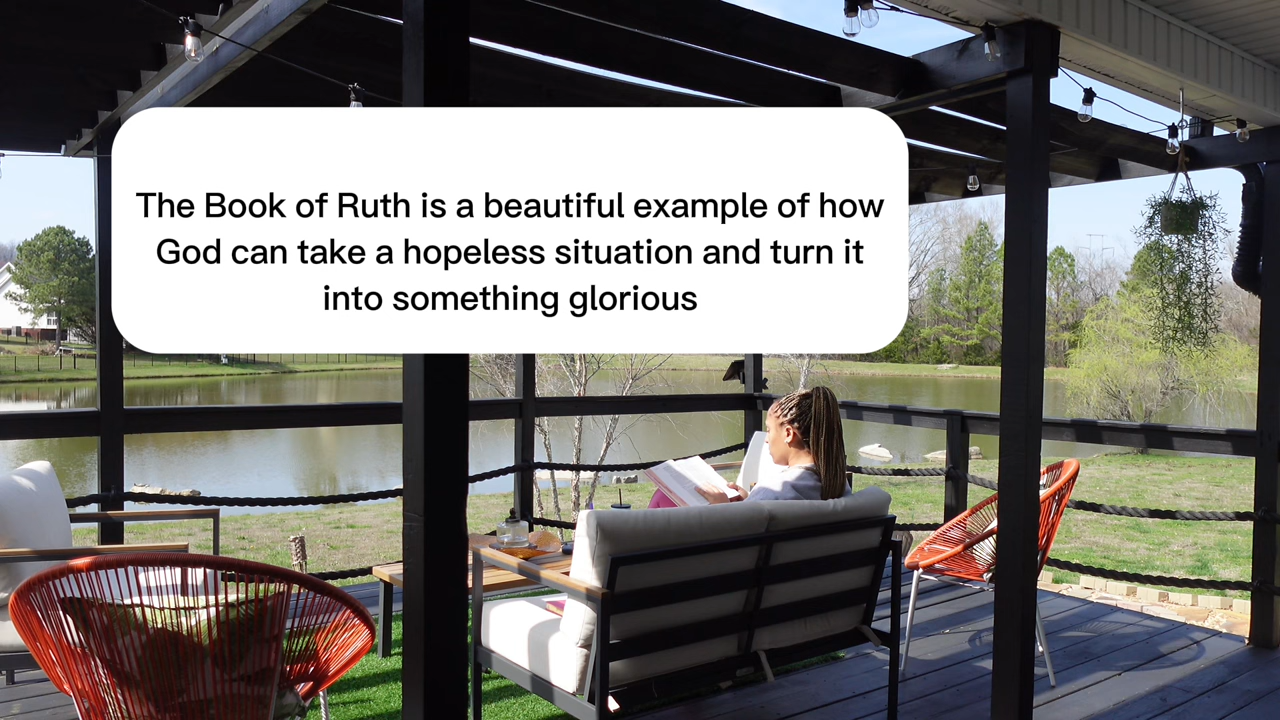 The Book of Ruth is a beautiful example of how
God can take a hopeless situation and turn it
into something glorious